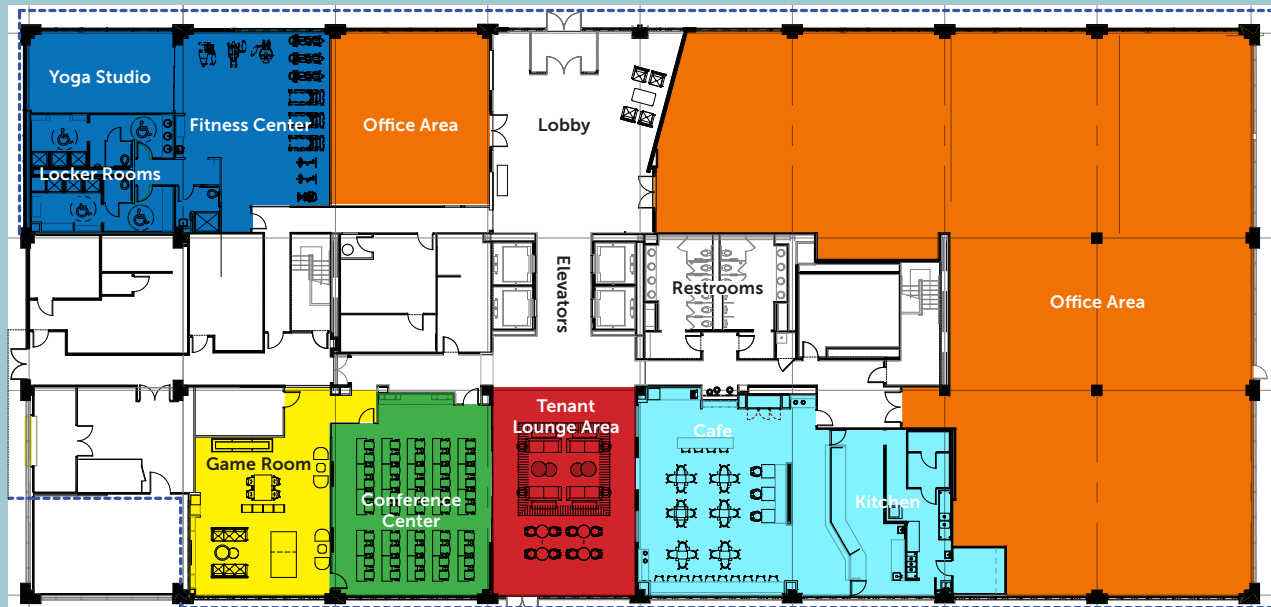 Yoga Studio
Fitness Center
Office Area
Lobby
Locker Rooms
Elevators
Restrooms
Office Area
Tenant
Lounge Area
Cafe
Game Room
Conference
Center
Kitchen